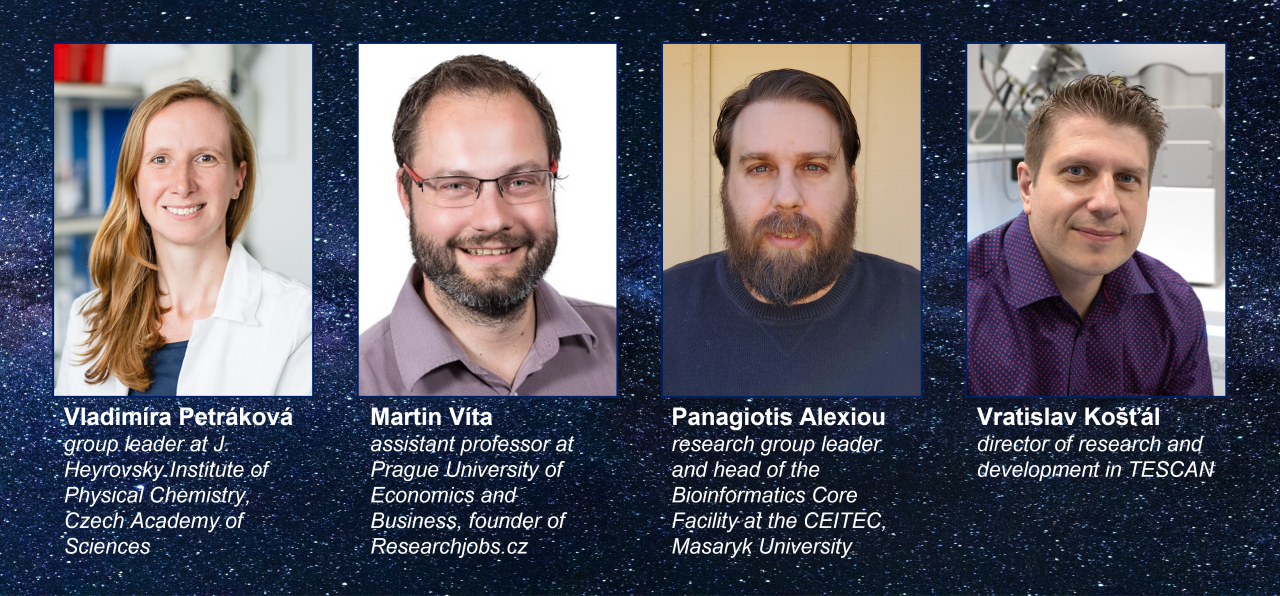 Vladimíra Petráková
group leader at J.
Heyrovsky Institute of
Physical Chemistry,
Czech Academy of
Sciences
Martin Víta
assistant professor at
Prague University of
Economics and
Business, founder of
Researchjobs.cz
Panagiotis Alexiou
research group leader
and head of the
Bioinformatics Core
Facility at the CEITEC,
Masaryk University
Vratislav Košťál
director of research and
development in TESCAN